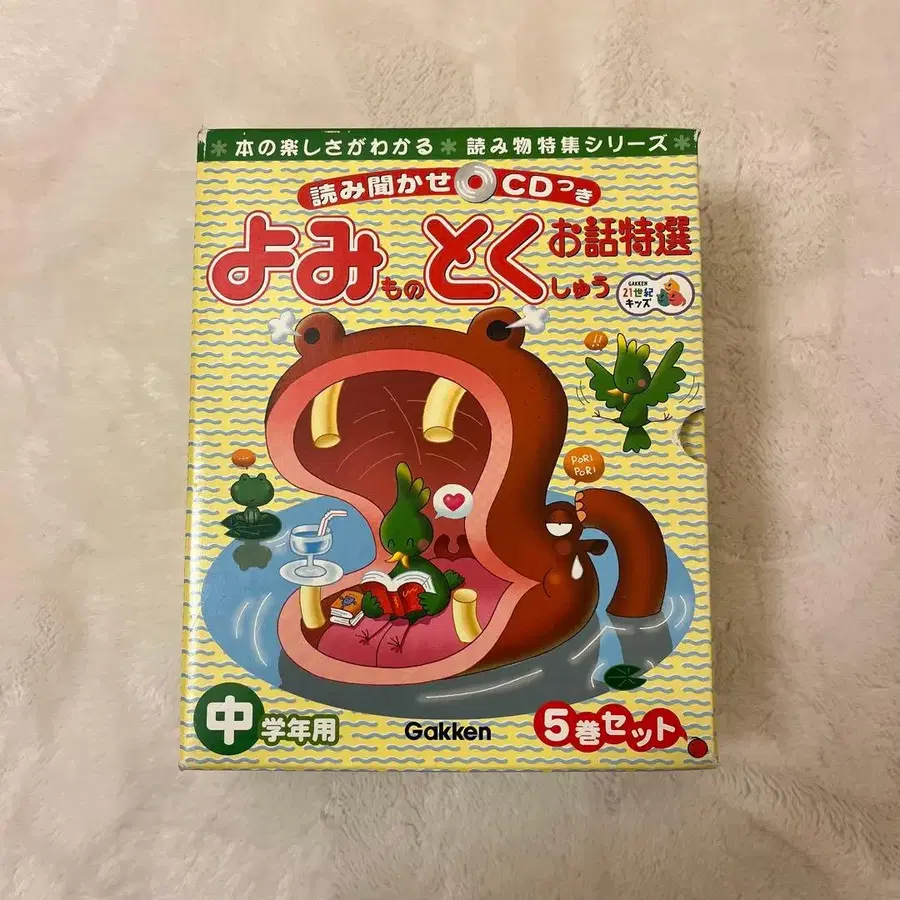 本の楽しさがわかる * 読み物特集シリーズ
読み聞かせ CDつき
よみものとくしゅう
お話特選
GAKKEN
21世紀
キッズ
!!
PORI
PORI
中学年用
Gakken
5巻セット